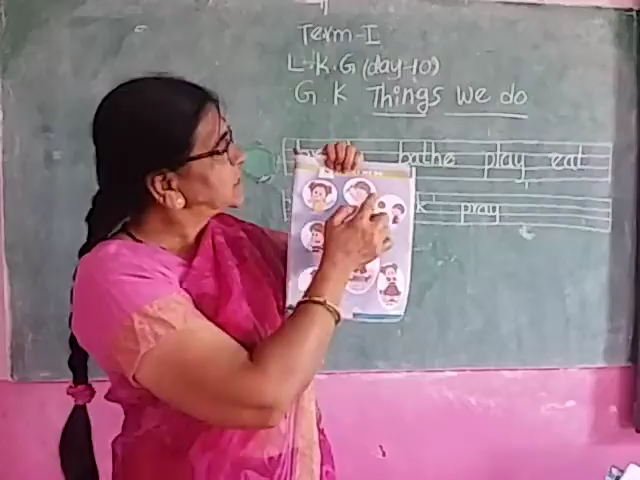 Term-I
L.K.G (day-10)
G K Things we do
bathe play eat
pray